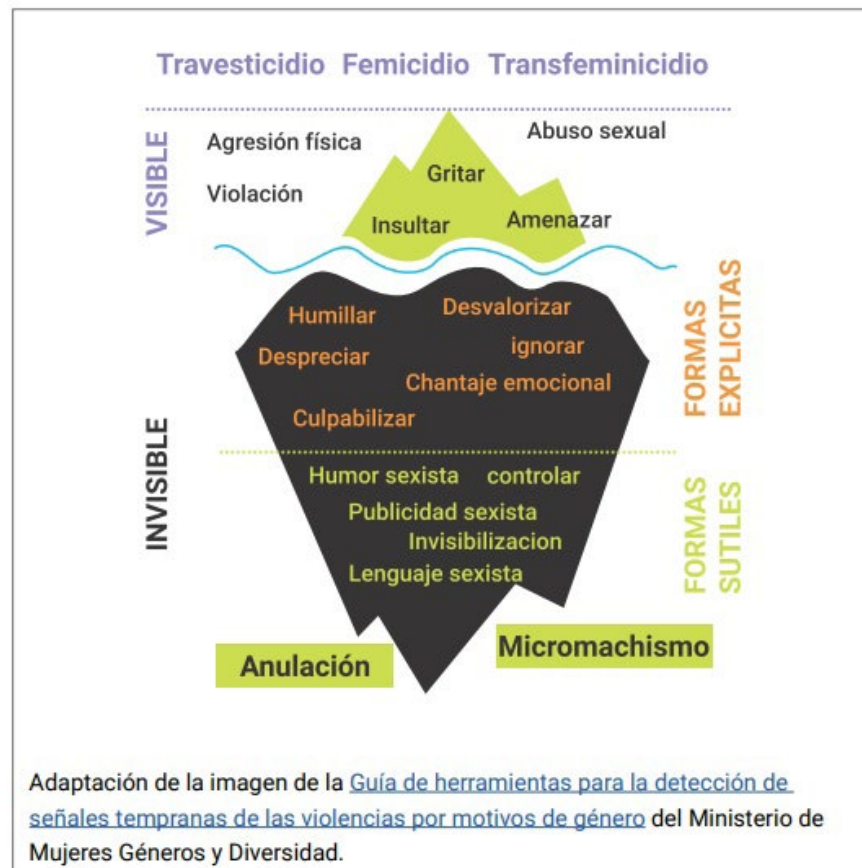 Travesticidio Femicidio Transfeminicidio
VISIBLE
Agresión física
Abuso sexual
Gritar
Violación
Insultar
Amenazar
INVISIBLE
FORMAS
EXPLICITAS
Humillar
Desvalorizar
ignorar
Despreciar
Chantaje emocional
Culpabilizar
FORMAS
SUTILES
Humor sexista
controlar
Publicidad sexista
Invisibilizacion
Lenguaje sexista
Anulación
Micromachismo
Adaptación de la imagen de la Guía de herramientas para la detección de
señales tempranas de las violencias por motivos de género del Ministerio de
Mujeres Géneros y Diversidad.